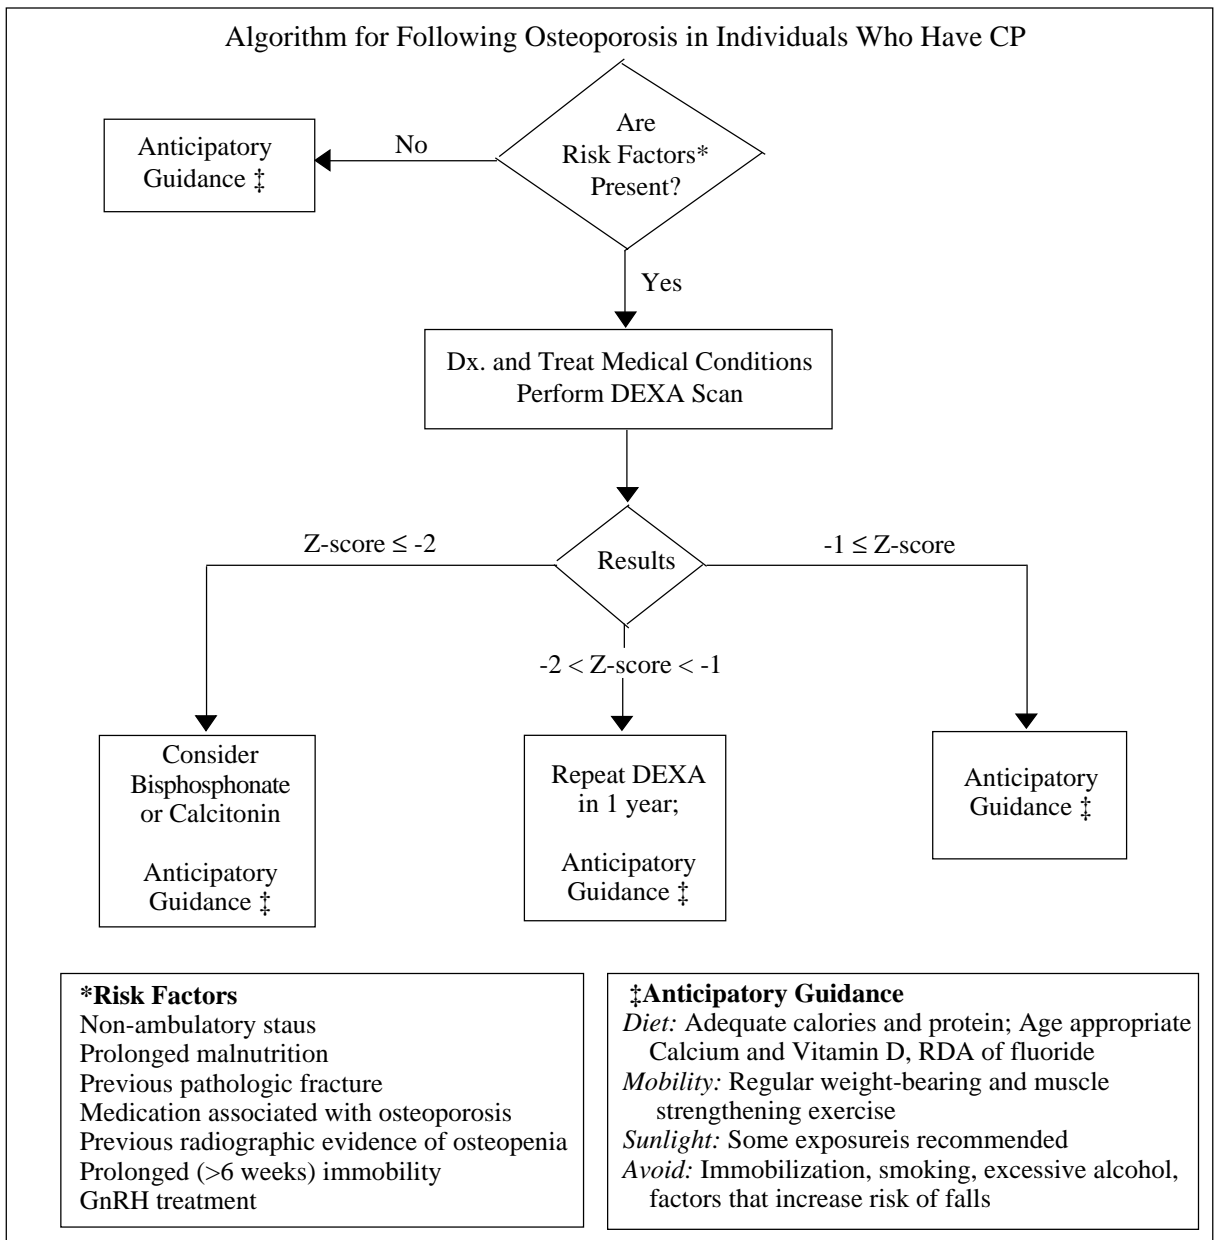 Algorithm for Following Osteoporosis in Individuals Who Have CP
Are
Risk Factors*
Present?
No
Anticipatory
Guidance ‡
Yes
Dx. and Treat Medical Conditions
Perform DEXA Scan
Results
Z-score ≤ -2
-2 < Z-score < -1
-1 ≤ Z-score
Consider
Bisphosphonate
or Calcitonin
Anticipatory
Guidance ‡
Repeat DEXA
in 1 year;
Anticipatory
Guidance ‡
Anticipatory
Guidance ‡
*Risk Factors
Non-ambulatory staus
Prolonged malnutrition
Previous pathologic fracture
Medication associated with osteoporosis
Previous radiographic evidence of osteopenia
Prolonged (>6 weeks) immobility
GnRH treatment
‡Anticipatory Guidance
Diet: Adequate calories and protein; Age appropriate
Calcium and Vitamin D, RDA of fluoride
Mobility: Regular weight-bearing and muscle
strengthening exercise
Sunlight: Some exposureis recommended
Avoid: Immobilization, smoking, excessive alcohol,
factors that increase risk of falls